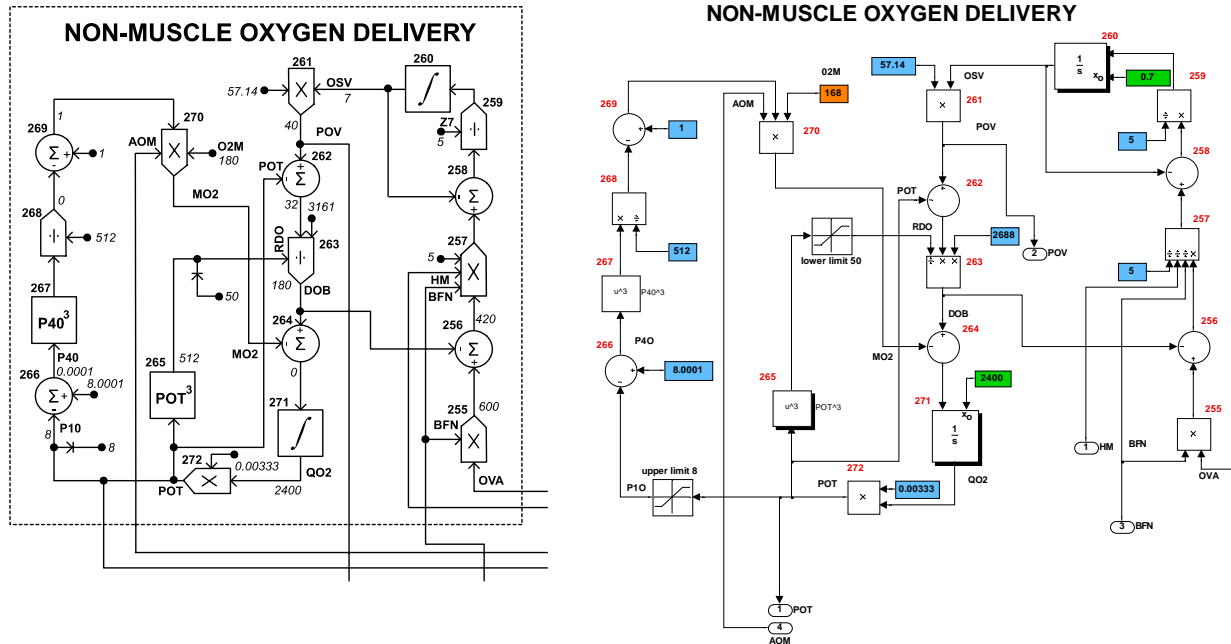 NON-MUSCLE OXYGEN DELIVERY
261
260
57.14
OSV
7
259
Z7
5
40
POV
1
270
269
AOM
O2M
180
1
262
POT
258
MO2
32
3161
0
268
512
RDO
263
257
5
180
DOB
HM
BFN
267
50
264
420
256
P40³
MO2
P40
0.0001
512
0
266
265
8.0001
POT³
271
600
255
P10
8
8
BFN
272
0.00333
QO2
POT
2400
OVA
NON-MUSCLE OXYGEN DELIVERY
260
57.14
1
s
xo
0.7
02M
OSV
259
168
269
AOM
261
1
270
5
POV
258
268
262
POT
RDO
257
512
2688
2
POV
267
lower limit 50
263
5
u^3
P40^3
DOB
256
264
266
P4O
MO2
8.0001
265
2400
271
xo
u^3
POT^3
1
s
255
1
HM
BFN
upper limit 8
272
P1O
POT
0.00333
QO2
OVA
3
BFN
1
POT
4
AOM